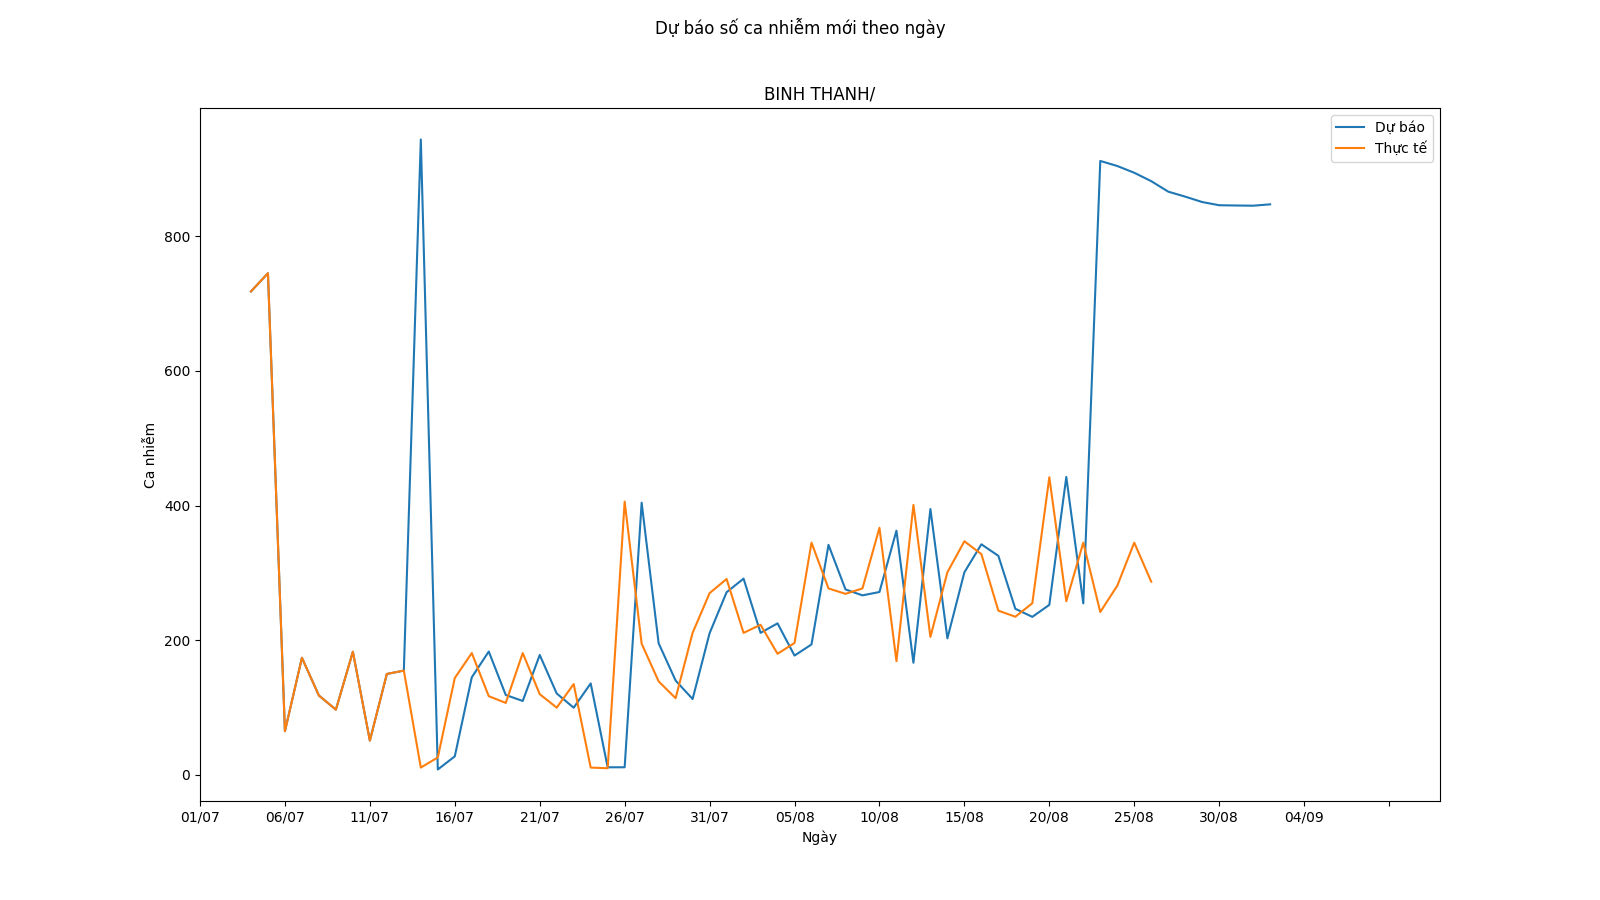 Dự báo số ca nhiễm mới theo ngày
BINH THANH/
Dự báo
Thực tế
800
600
400
200
0
Ca nhiễm
01/07 06/07 11/07 16/07 21/07 26/07 31/07 05/08 10/08 15/08 20/08 25/08 30/08 04/09
Ngày